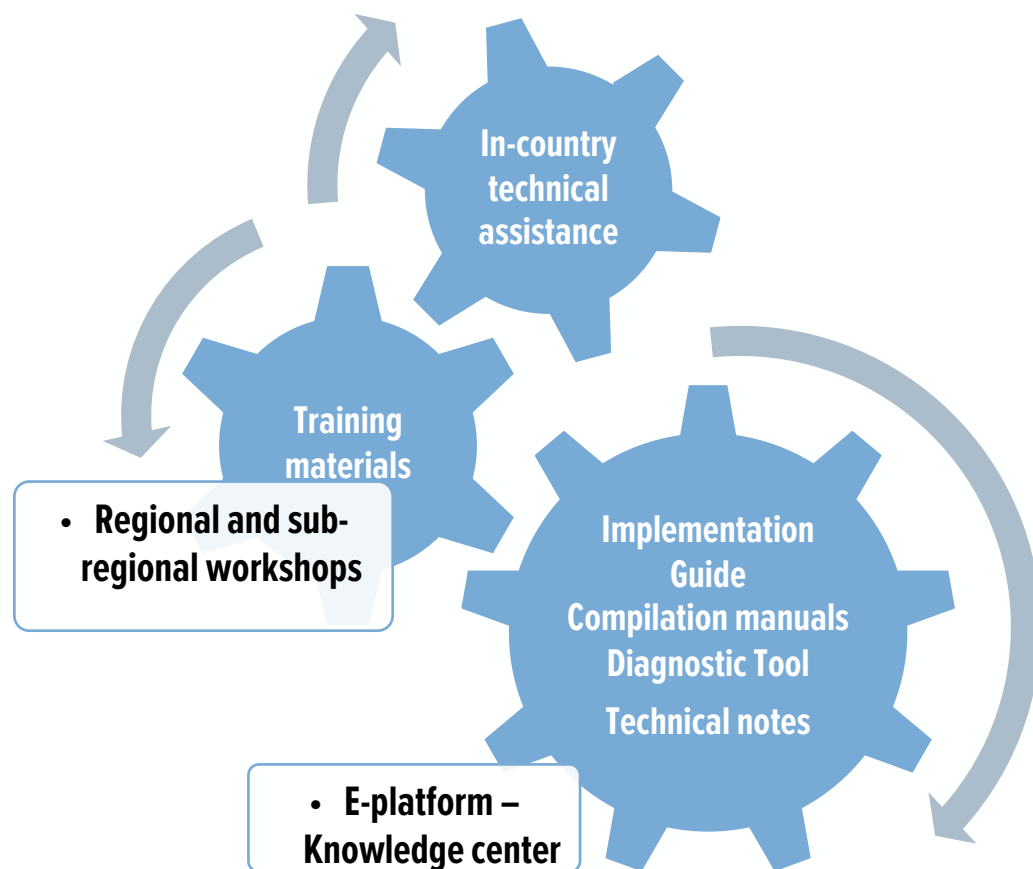 In-country
technical
assistance
Training
materials
• Regional and sub-
regional workshops
Implementation
Guide
Compilation manuals
Diagnostic Tool
Technical notes
• E-platform –
Knowledge center